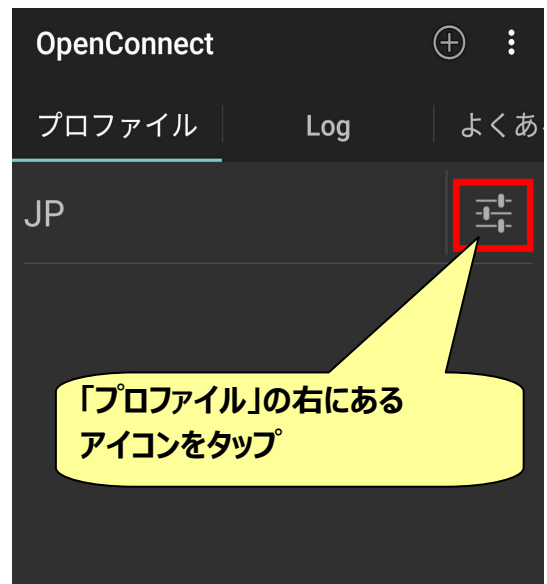 OpenConnect
プロファイル
Log
よくあ
JP
「プロファイル」の右にある
アイコンをタップ